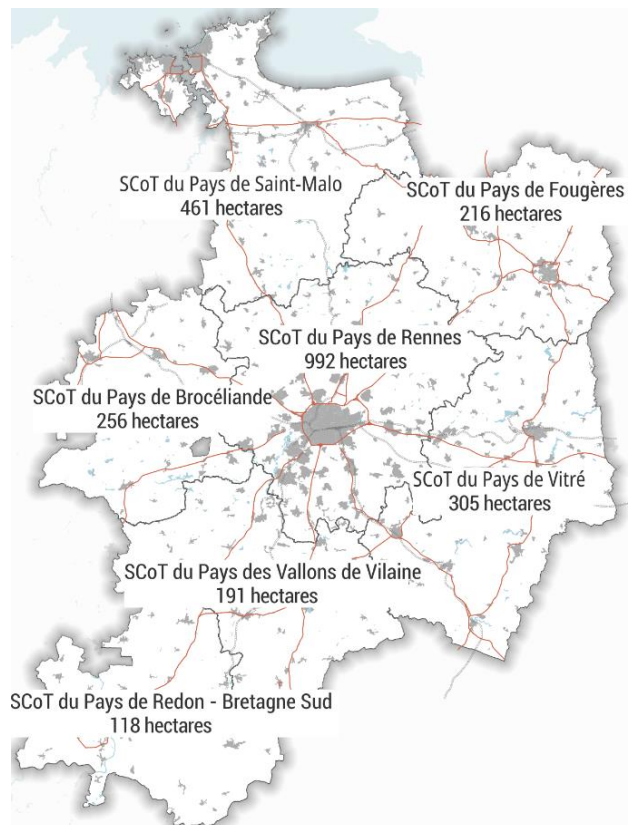 SCoT du Pays de Saint-Malo
461 hectares
SCoT du Pays de Fougères
216 hectares
SCoT du Pays de Rennes
992 hectares
SCoT du Pays de Brocéliande
256 hectares
SCoT du Pays de Vitré
305 hectares
SCoT du Pays des Vallons de Vilaine
191 hectares
SCoT du Pays de Redon - Bretagne Sud
118 hectares